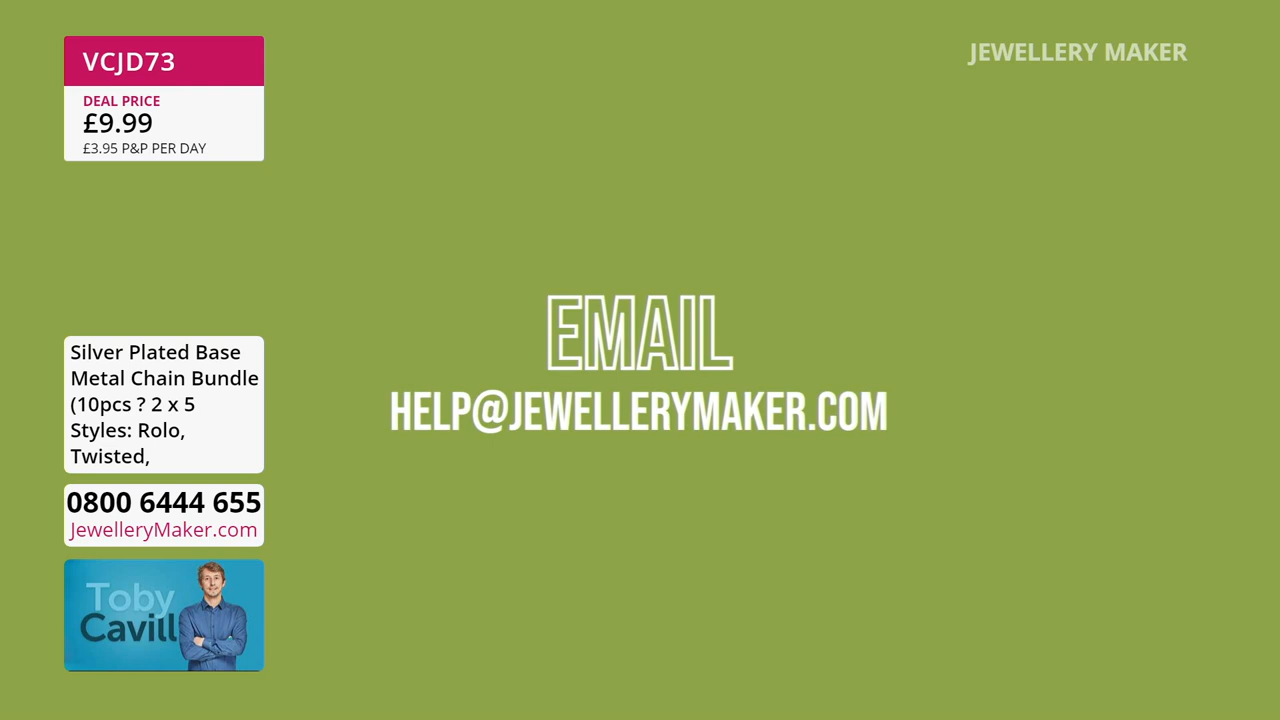 VCJD73
DEAL PRICE
£9.99
£3.95 P&P PER DAY
JEWELLERY MAKER
EMAIL
HELP@JEWELLERYMAKER.COM
Silver Plated Base
Metal Chain Bundle
(10pcs ? 2 x 5
Styles: Rolo,
Twisted,
0800 6444 655
JewelleryMaker.com
Toby
Cavill